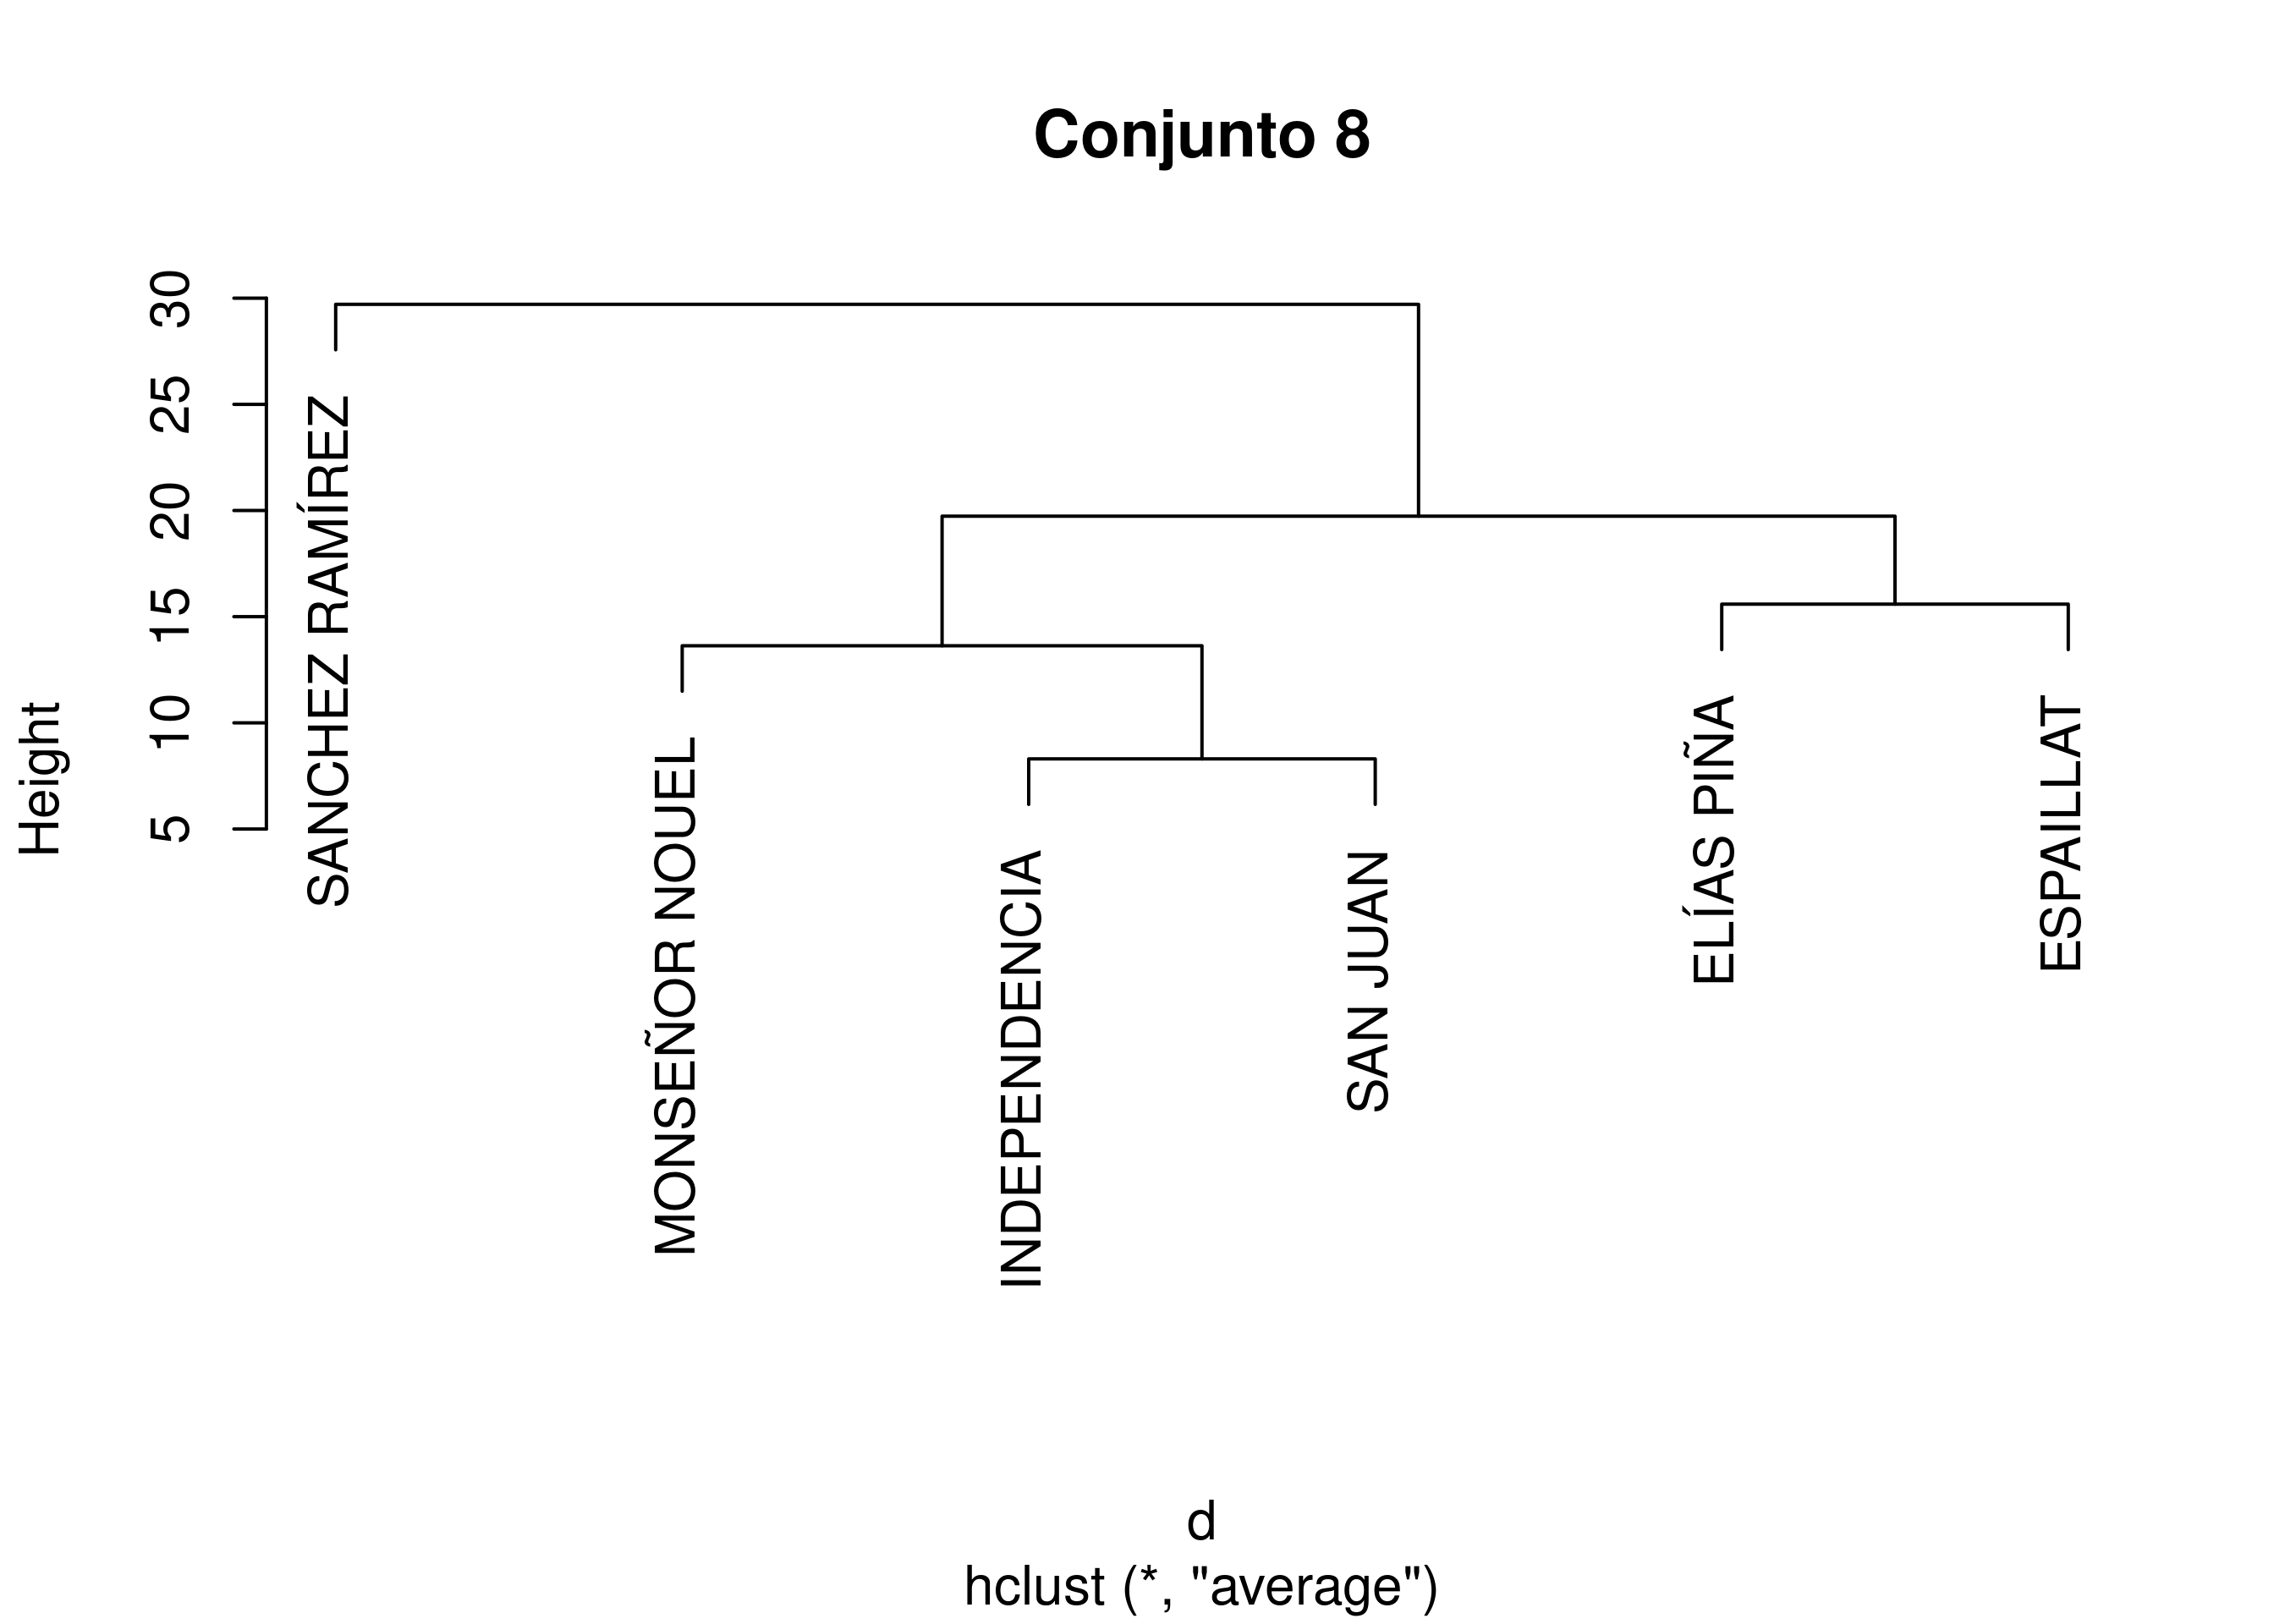 Conjunto 8
Height
30
25
20
15
10
5
SANCHEZ RAMÍREZ
MONSEÑOR NOUEL
INDEPENDENCIA
SAN JUAN
ELÍAS PIÑA
ESPAILLAT
d
hclust (*, "average")